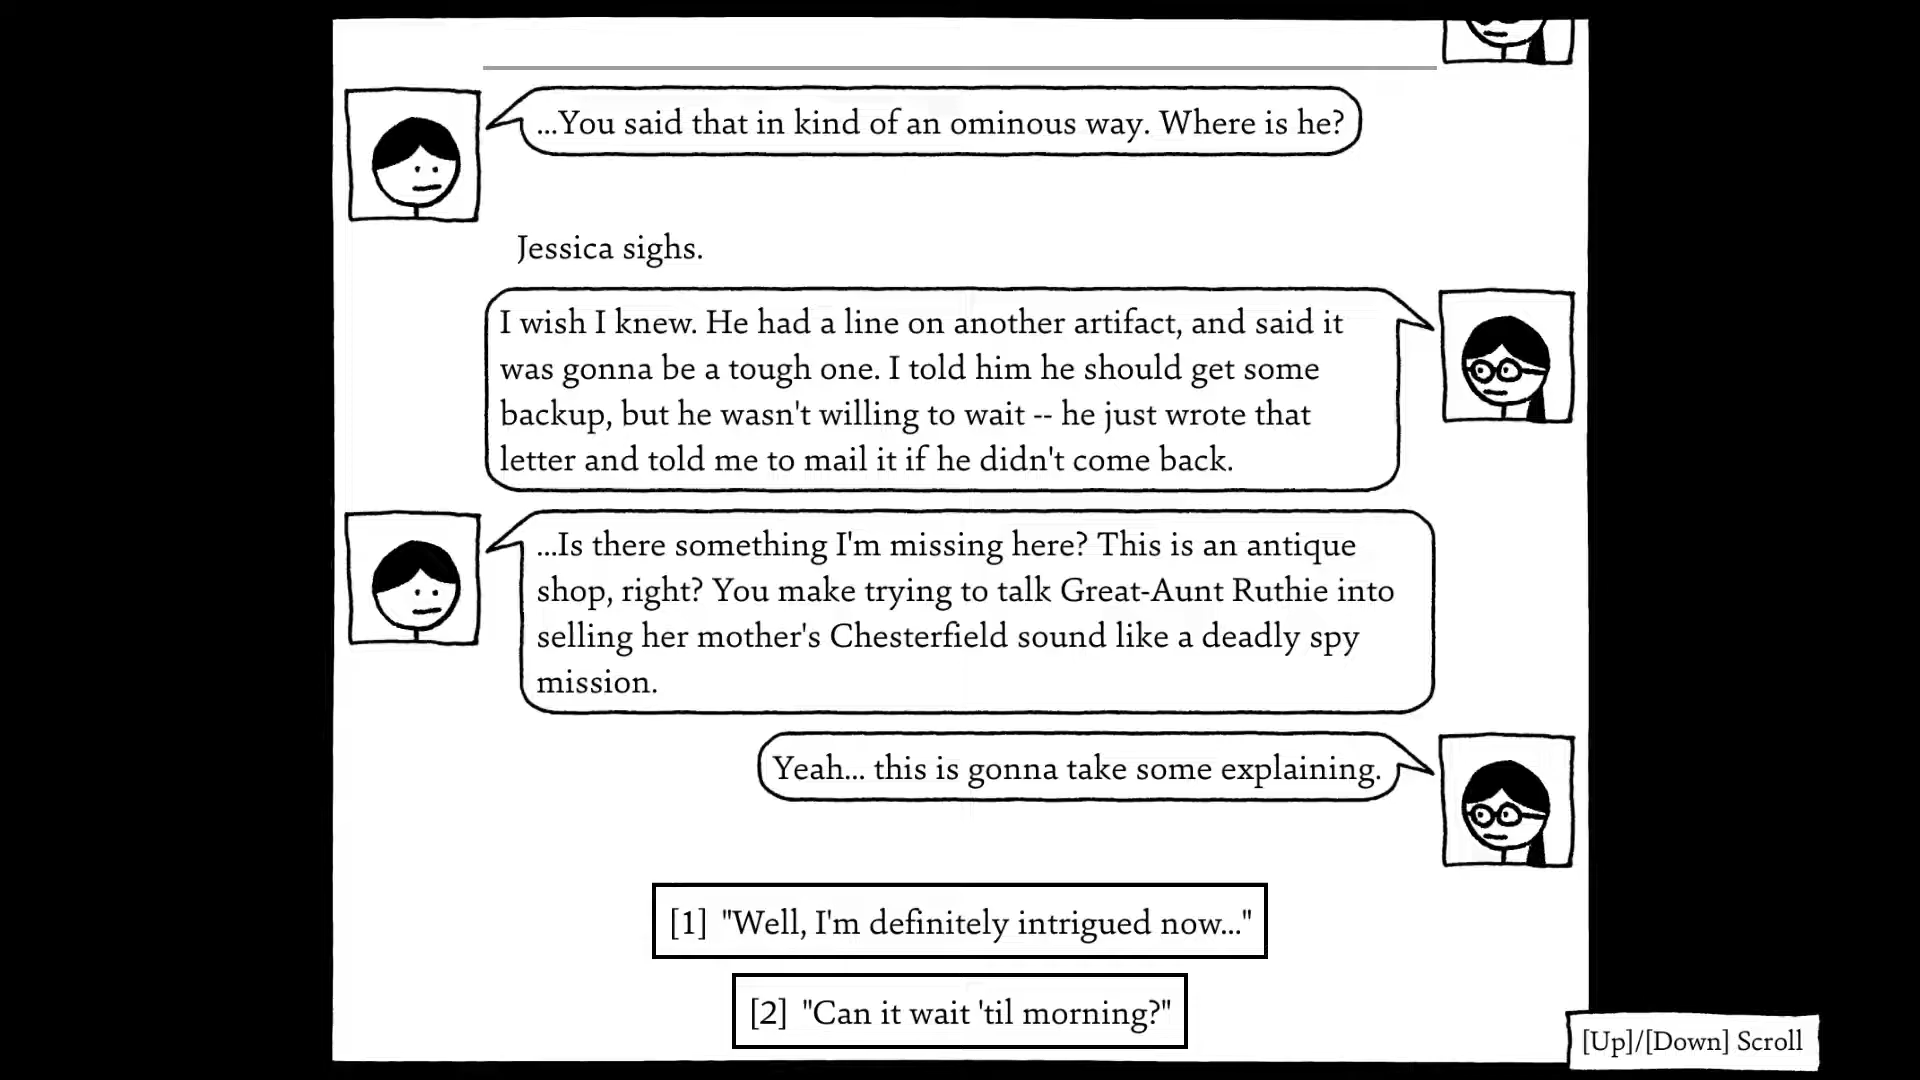 ...You said that in kind of an ominous way. Where is he?
Jessica sighs.
I wish I knew. He had a line on another artifact, and said it
was gonna be a tough one. I told him he should get some
backup, but he wasn't willing to wait -- he just wrote that
letter and told me to mail it if he didn't come back.
...Is there something I'm missing here? This is an antique
shop, right? You make trying to talk Great-Aunt Ruthie into
selling her mother's Chesterfield sound like a deadly spy
mission.
Yeah... this is gonna take some explaining.
[1] "Well, I'm definitely intrigued now..."
[2] "Can it wait 'til morning?"
[Up]/[Down] Scroll